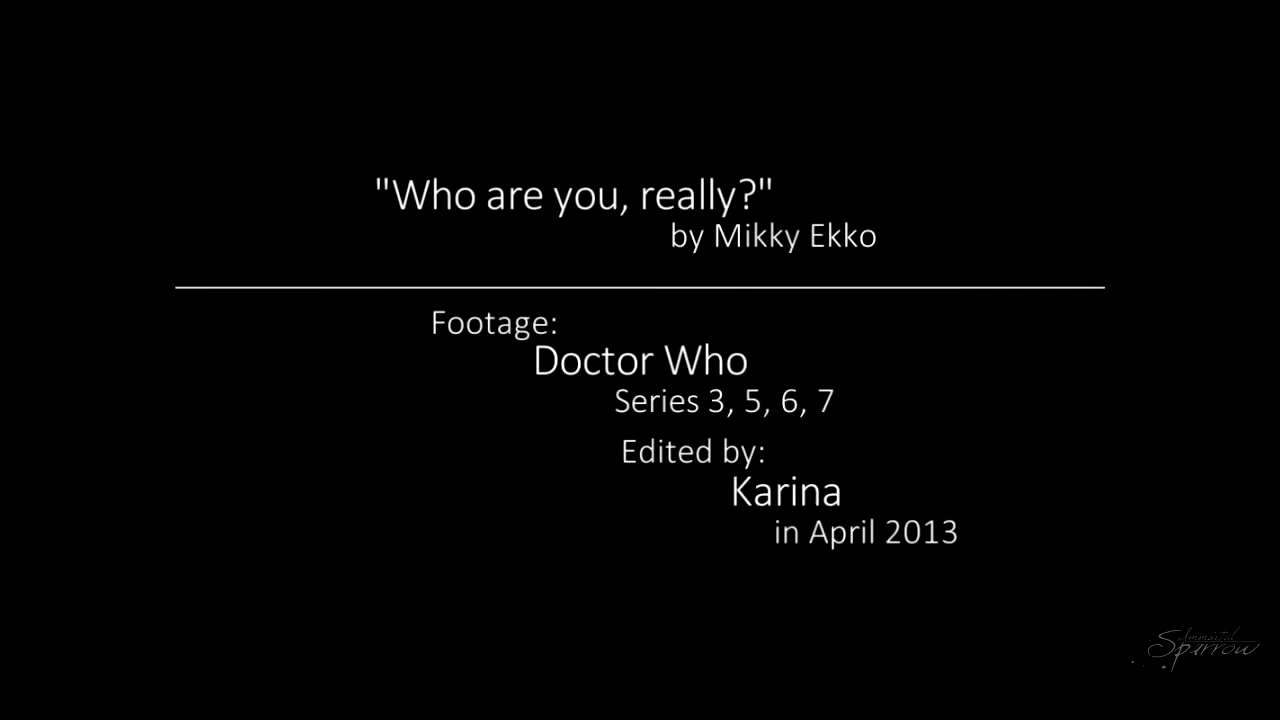 "Who are you, really?"
by Mikky Ekko
Footage:
Doctor Who
Series 3, 5, 6, 7
Edited by:
Karina
in April 2013
Immortal
Sparrow